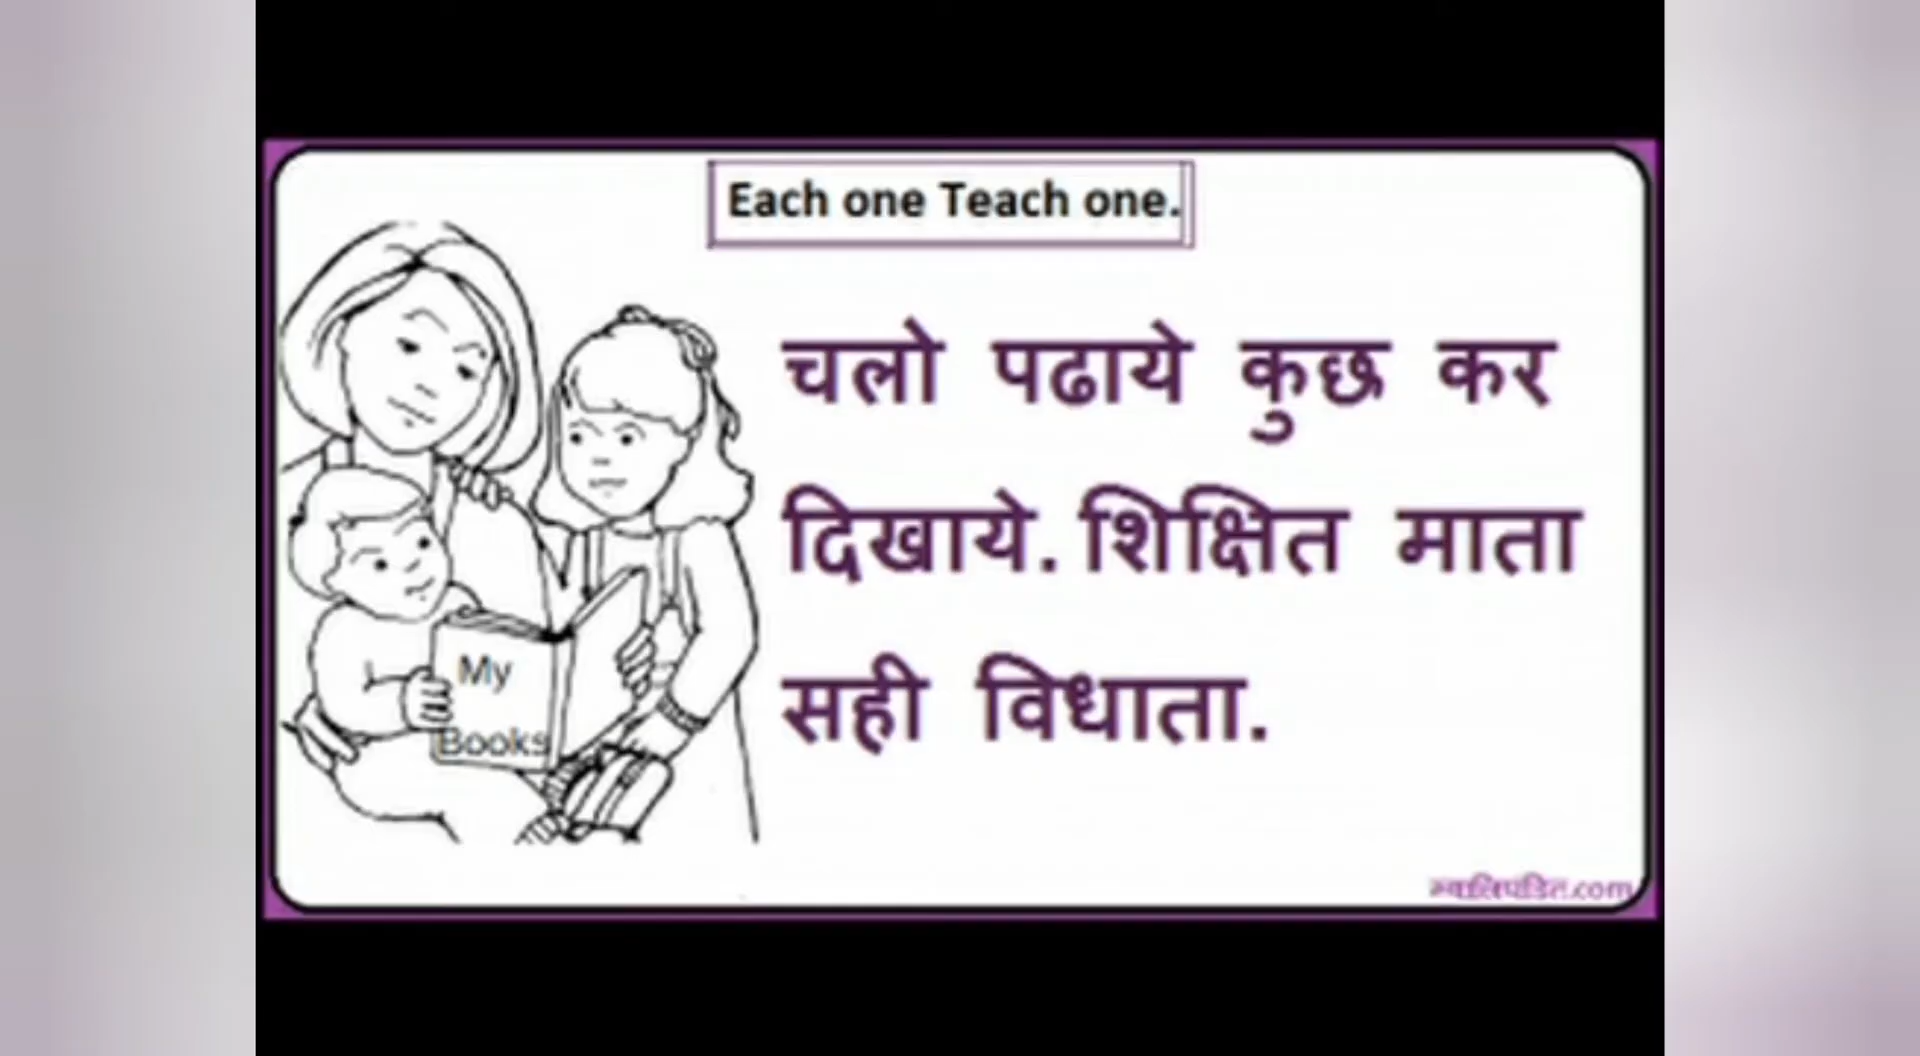 Each one Teach one.
चलो पढाये कुछ कर
दिखाये. शिक्षित माता
सही विधाता.
My
Books